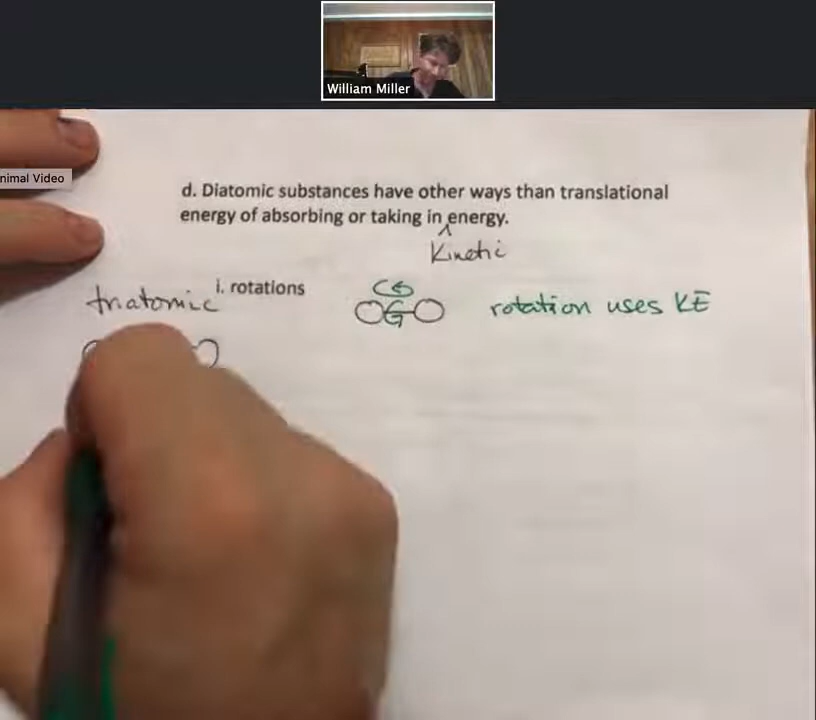 William Miller
nimal Video
d. Diatomic substances have other ways than translational
energy of absorbing or taking in energy.
^
Kinetic
triatomic
i. rotations
rotation uses KE